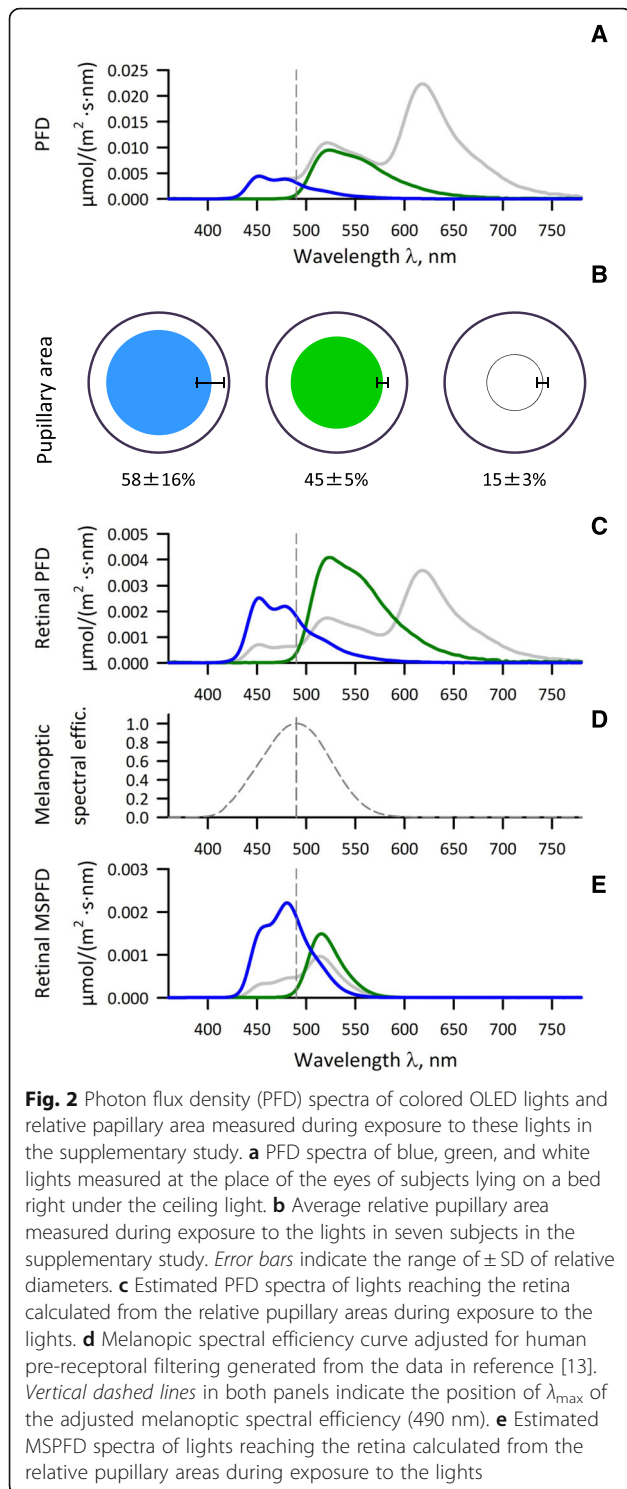 A
PFD
μmol/(m² ·s·nm)
0.025
0.020
0.015
0.010
0.005
0.000
400 450 500 550 600 650 700 750
Wavelength λ, nm
B
Pupillary area
58±16% 45±5% 15±3%
C
Retinal PFD
μmol/(m² ·s·nm)
0.005
0.004
0.003
0.002
0.001
0.000
400 450 500 550 600 650 700 750
D
Melanoptic
spectral effic.
1.0
0.8
0.6
0.4
0.2
0.0
400 450 500 550 600 650 700 750
E
Retinal MSPFD
μmol/(m² ·s·nm)
0.003
0.002
0.001
0.000
400 450 500 550 600 650 700 750
Wavelength λ, nm
Fig. 2 Photon flux density (PFD) spectra of colored OLED lights and
relative papillary area measured during exposure to these lights in
the supplementary study. a PFD spectra of blue, green, and white
lights measured at the place of the eyes of subjects lying on a bed
right under the ceiling light. b Average relative pupillary area
measured during exposure to the lights in seven subjects in the
supplementary study. Error bars indicate the range of ± SD of relative
diameters. c Estimated PFD spectra of lights reaching the retina
calculated from the relative pupillary areas during exposure to the
lights. d Melanopic spectral efficiency curve adjusted for human
pre-receptoral filtering generated from the data in reference [13].
Vertical dashed lines in both panels indicate the position of λmax of
the adjusted melanoptic spectral efficiency (490 nm). e Estimated
MSPFD spectra of lights reaching the retina calculated from the
relative pupillary areas during exposure to the lights